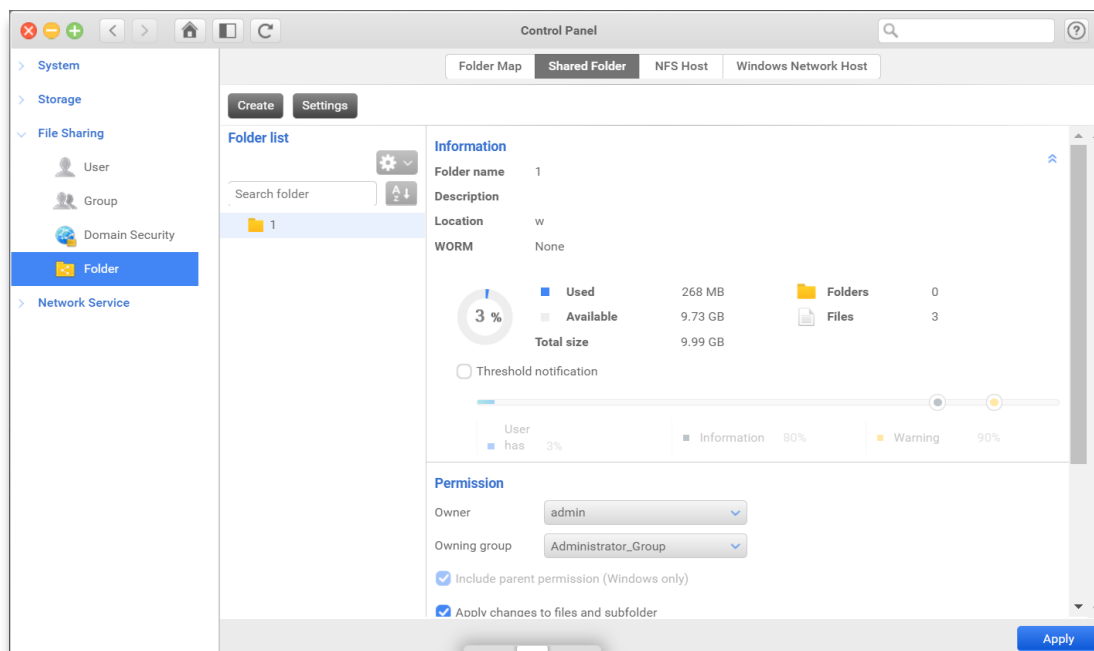 Control Panel
?
System
Storage
File Sharing
User
Group
Domain Security
Folder
Network Service
Folder Map Shared Folder NFS Host Windows Network Host
Create Settings
Folder list
Search folder
A
Z
1
Information
Folder name 1
Description
Location w
WORM None
3 %
Used 268 MB
Available 9.73 GB
Total size 9.99 GB
Folders 0
Files 3
Threshold notification
User
has 3%
Information 80%
Warning 90%
Permission
Owner admin
Owning group Administrator_Group
Include parent permission (Windows only)
Apply changes to files and subfolder
Apply